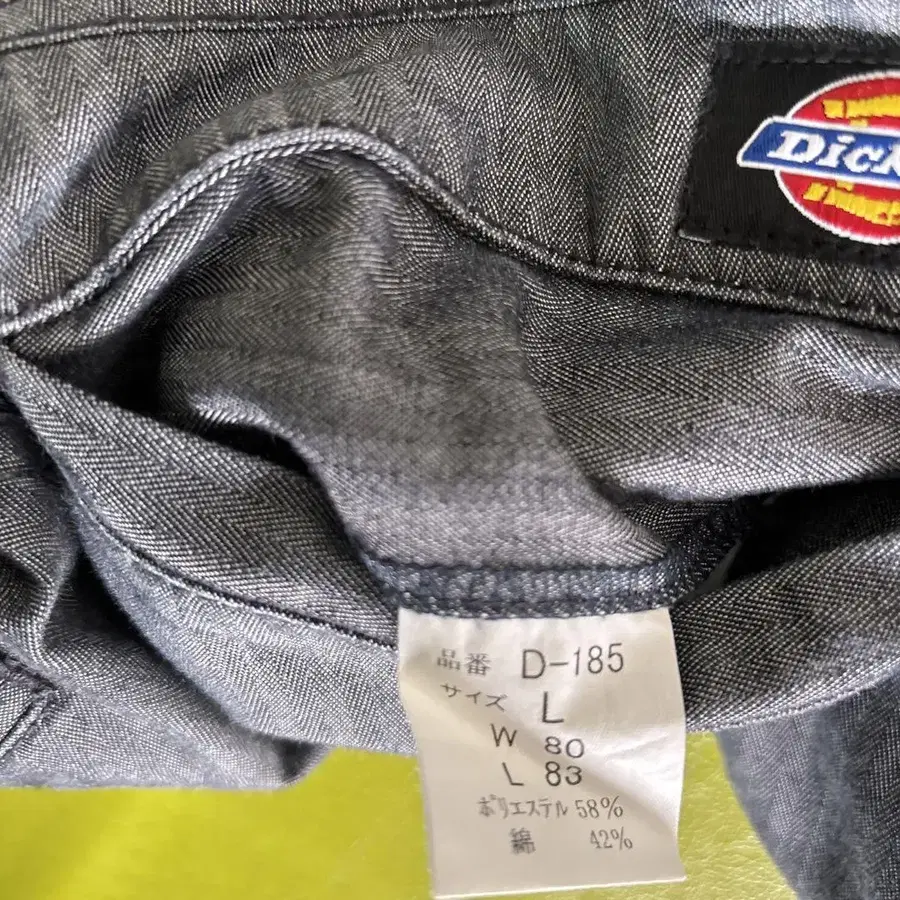 Dick
品番 D-185
サイズ L
W 80
L 83
ポリエステル 58%
綿 42%